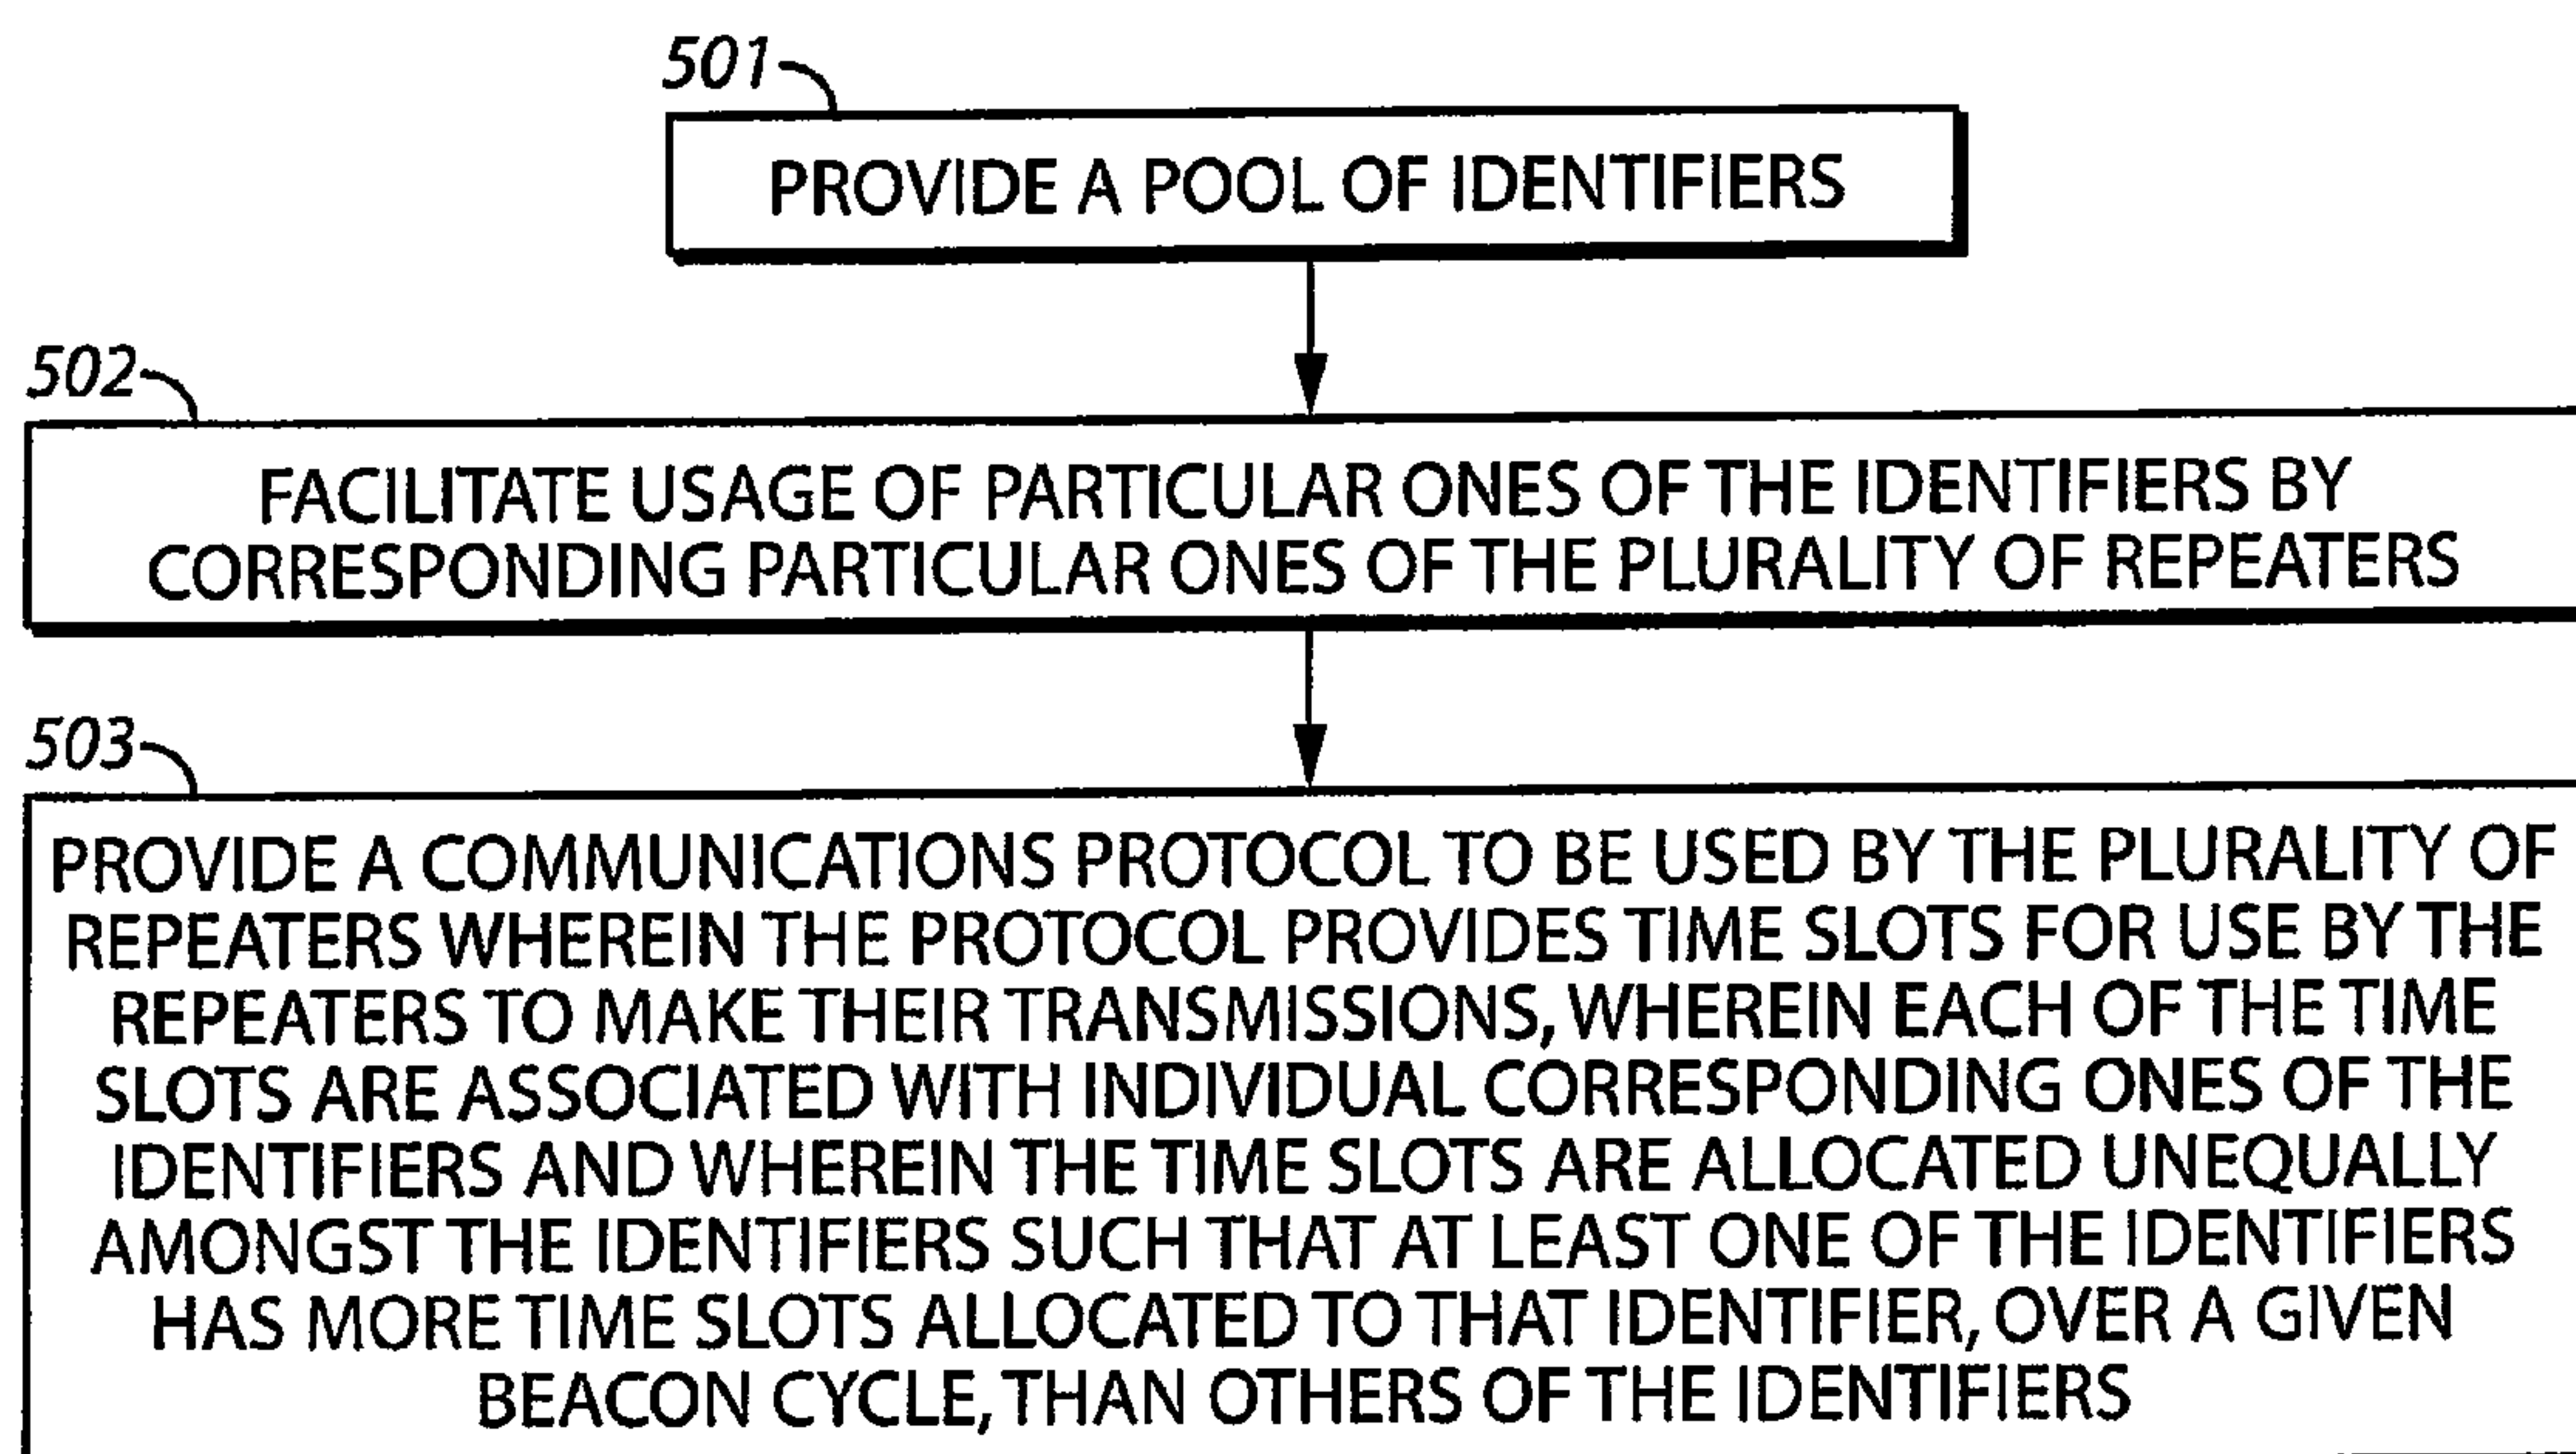 501
PROVIDE A POOL OF IDENTIFIERS
502
FACILITATE USAGE OF PARTICULAR ONES OF THE IDENTIFIERS BY
CORRESPONDING PARTICULAR ONES OF THE PLURALITY OF REPEATERS
503
PROVIDE A COMMUNICATIONS PROTOCOL TO BE USED BY THE PLURALITY OF
REPEATERS WHEREIN THE PROTOCOL PROVIDES TIME SLOTS FOR USE BY THE
REPEATERS TO MAKE THEIR TRANSMISSIONS, WHEREIN EACH OF THE TIME
SLOTS ARE ASSOCIATED WITH INDIVIDUAL CORRESPONDING ONES OF THE
IDENTIFIERS AND WHEREIN THE TIME SLOTS ARE ALLOCATED UNEQUALLY
AMONGST THE IDENTIFIERS SUCH THAT AT LEAST ONE OF THE IDENTIFIERS
HAS MORE TIME SLOTS ALLOCATED TO THAT IDENTIFIER, OVER A GIVEN
BEACON CYCLE, THAN OTHERS OF THE IDENTIFIERS